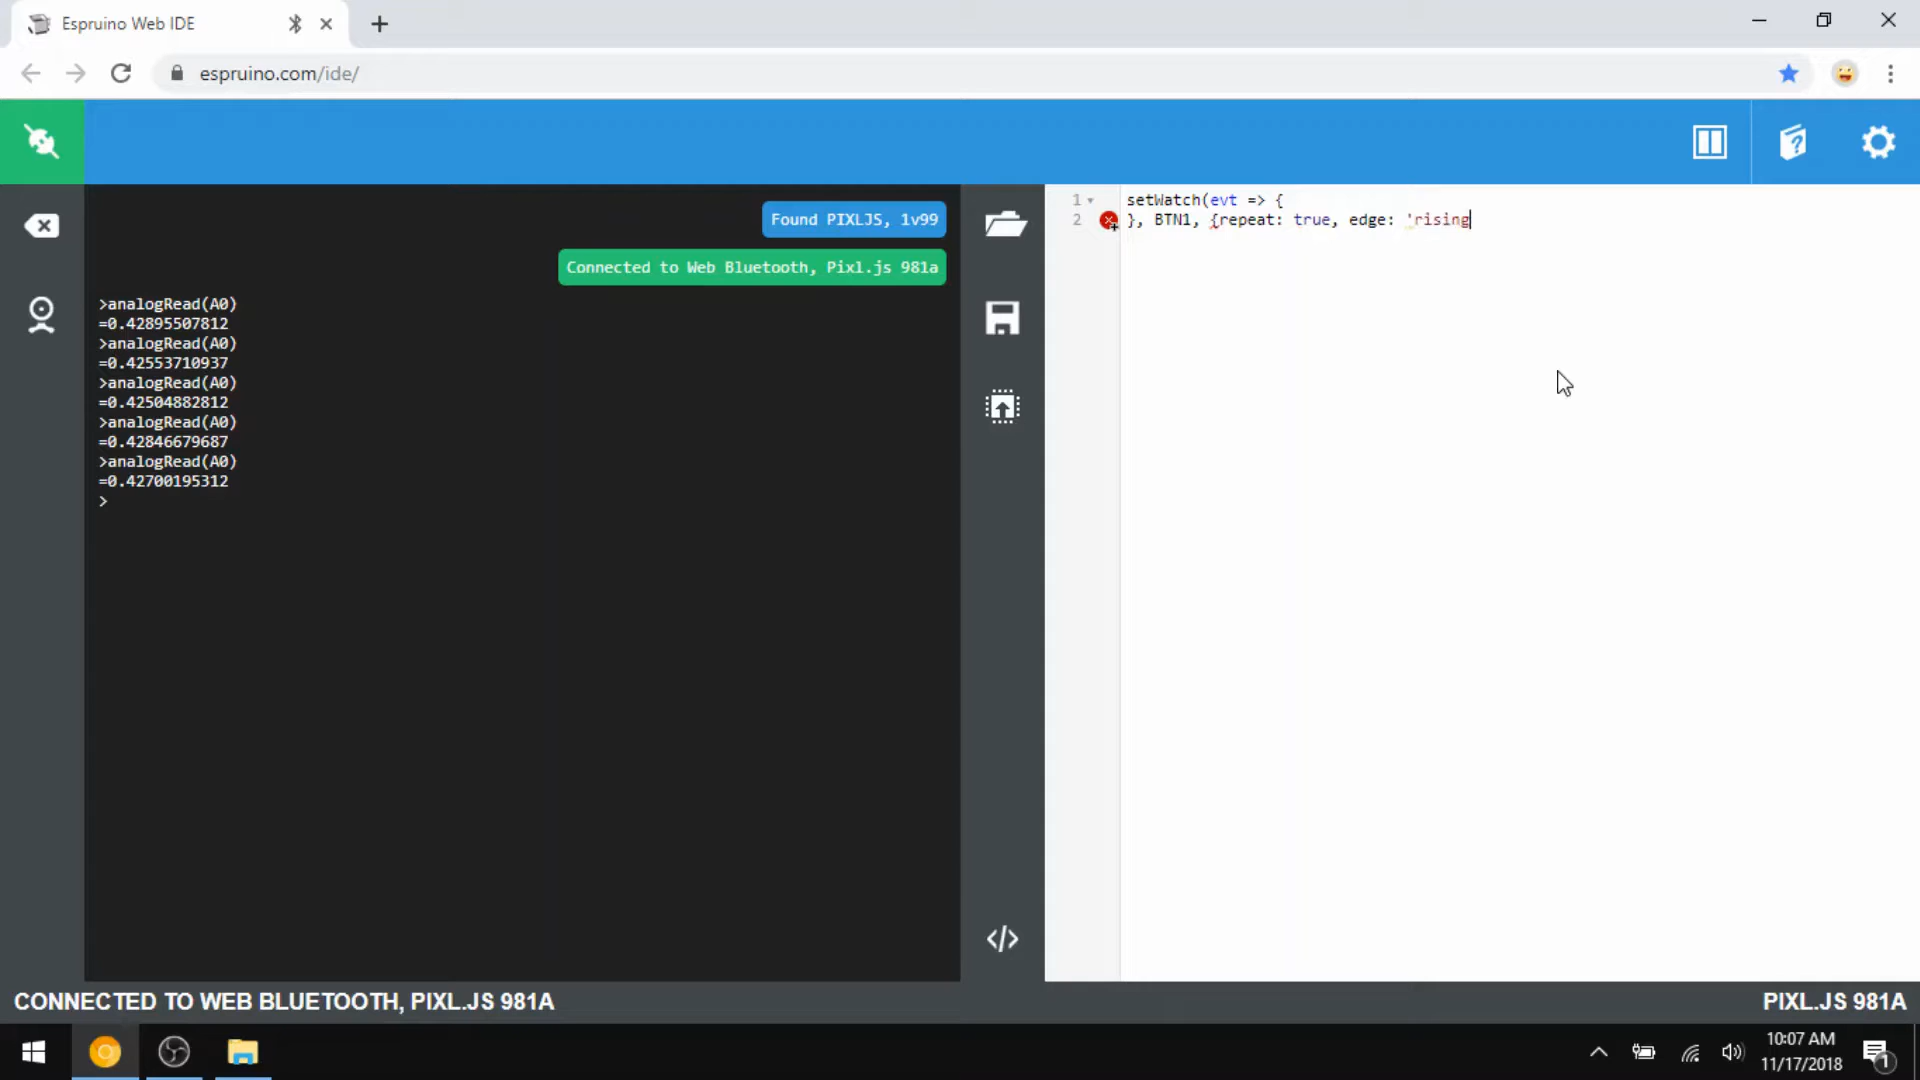 Espruino Web IDE
espruino.com/ide/
Found PIXLJS, 1v99
Connected to Web Bluetooth, Pixl.js 981a
>analogRead(A0)
=0.42895507812
>analogRead(A0)
=0.42553710937
>analogRead(A0)
=0.42504882812
>analogRead(A0)
=0.42846679687
>analogRead(A0)
=0.42700195312
>
1 setWatch(evt => {
2 }, BTN1, {repeat: true, edge: 'rising
CONNECTED TO WEB BLUETOOTH, PIXL.JS 981A
PIXL.JS 981A
10:07 AM
11/17/2018
1